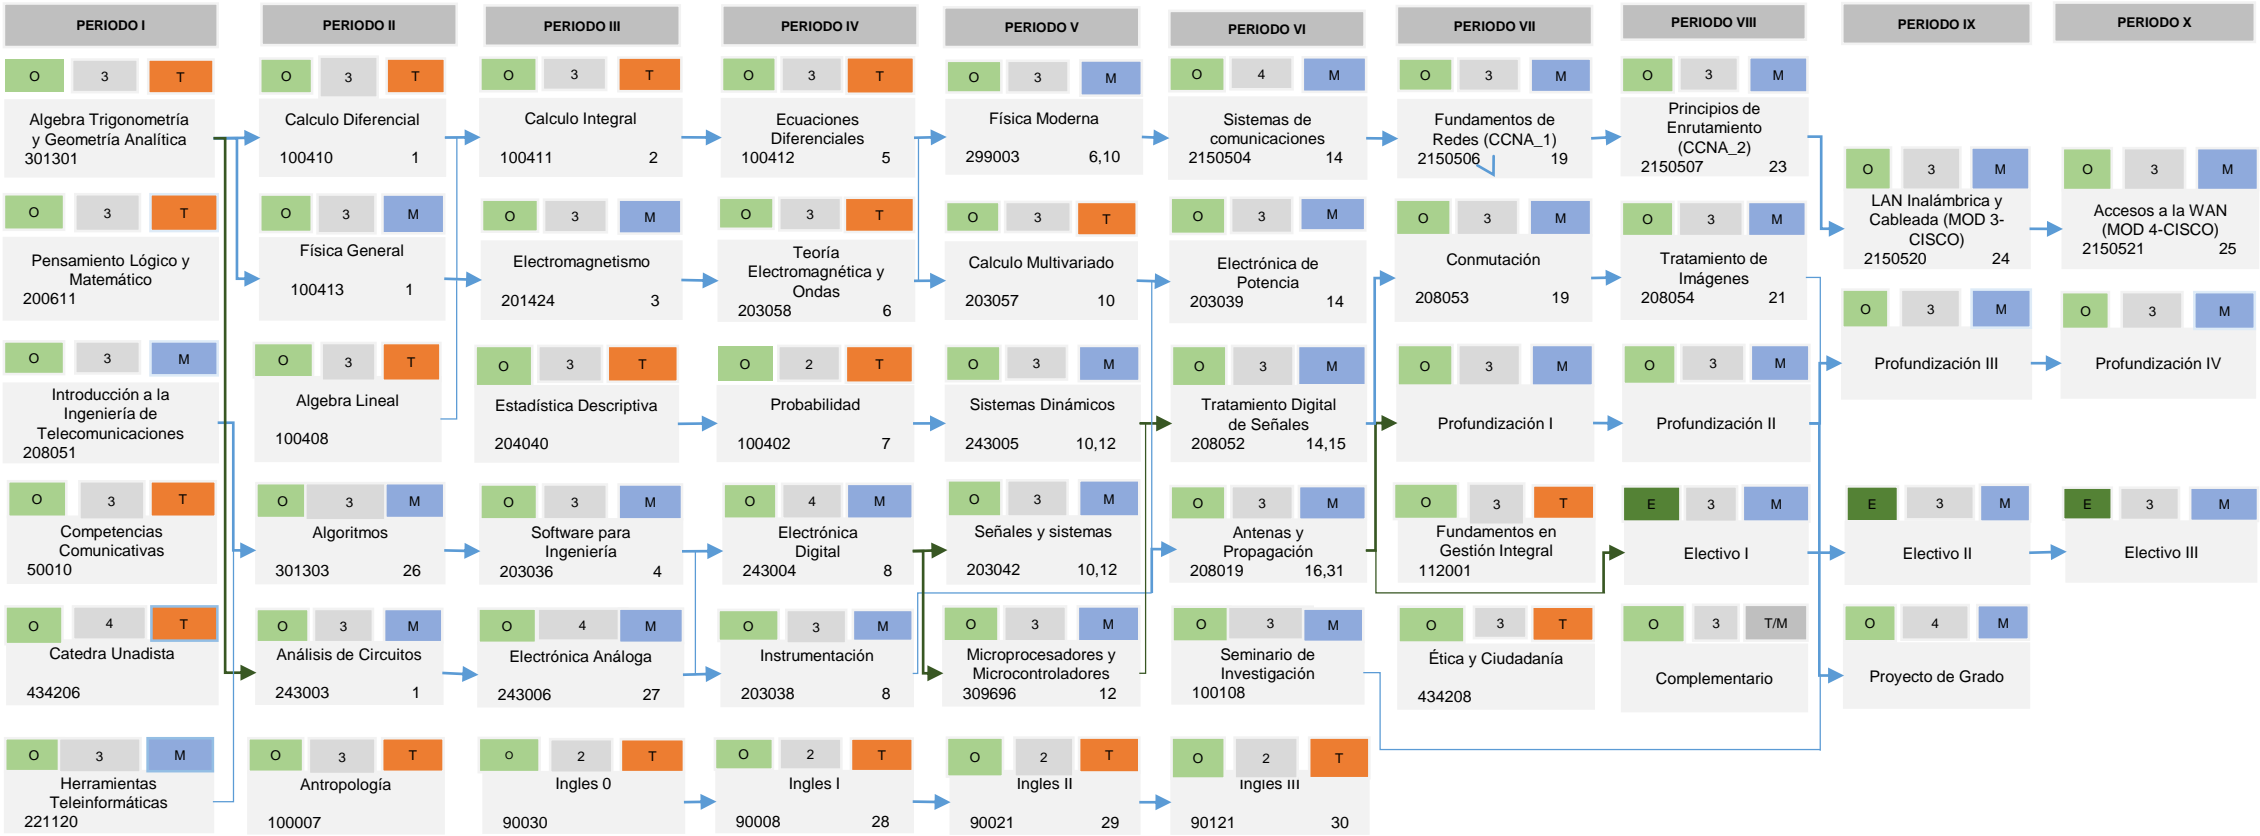 PERIODO I
PERIODO II
PERIODO III
PERIODO IV
PERIODO V
PERIODO VI
PERIODO VII
PERIODO VIII
PERIODO IX
PERIODO X
O 3 T
Algebra Trigonometría
y Geometría Analítica
301301
O 3 T
Pensamiento Lógico y
Matemático
200611
O 3 M
Introducción a la
Ingeniería de
Telecomunicaciones
208051
O 3 T
Competencias
Comunicativas
50010
O 4 T
Catedra Unadista
434206
O 3 M
Herramientas
Teleinformáticas
221120
O 3 T
Calculo Diferencial
100410 1
O 3 M
Física General
100413 1
O 3 T
Algebra Lineal
100408
O 3 M
Algoritmos
301303 26
O 3 M
Análisis de Circuitos
243003 1
O 3 T
Antropología
100007
O 3 T
Calculo Integral
100411 2
O 3 M
Electromagnetismo
201424 3
O 3 T
Estadística Descriptiva
204040
O 3 M
Software para
Ingeniería
203036 4
O 4 M
Electrónica Análoga
243006 27
O 2 T
Ingles 0
90030
O 3 T
Ecuaciones
Diferenciales
100412 5
O 3 T
Teoría
Electromagnética y
Ondas
203058 6
O 2 T
Probabilidad
100402 7
O 4 M
Electrónica
Digital
243004 8
O 3 M
Instrumentación
203038 8
O 2 T
Ingles I
90008 28
O 3 M
Física Moderna
299003 6,10
O 3 T
Calculo Multivariado
203057 10
O 3 M
Sistemas Dinámicos
243005 10,12
O 3 M
Señales y sistemas
203042 10,12
O 3 M
Microprocesadores y
Microcontroladores
309696 12
O 2 T
Ingles II
90021 29
O 4 M
Sistemas de
comunicaciones
2150504 14
O 3 M
Electrónica de
Potencia
203039 14
O 3 M
Tratamiento Digital
de Señales
208052 14,15
O 3 M
Antenas y
Propagación
208019 16,31
O 3 M
Seminario de
Investigación
100108
O 2 T
Ingles III
90121 30
O 3 M
Fundamentos de
Redes (CCNA_1)
2150506 19
O 3 M
Conmutación
208053 19
O 3 M
Profundización I
O 3 T
Fundamentos en
Gestión Integral
112001
O 3 T
Ética y Ciudadanía
434208
O 3 M
Principios de
Enrutamiento
(CCNA_2)
2150507 23
O 3 M
Tratamiento de
Imágenes
208054 21
O 3 M
Profundización II
E 3 M
Electivo I
O 3 T/M
Complementario
O 3 M
LAN Inalámbrica y
Cableada (MOD 3-
CISCO)
2150520 24
O 3 M
Profundización III
E 3 M
Electivo II
O 4 M
Proyecto de Grado
O 3 M
Accesos a la WAN
(MOD 4-CISCO)
2150521 25
O 3 M
Profundización IV
E 3 M
Electivo III